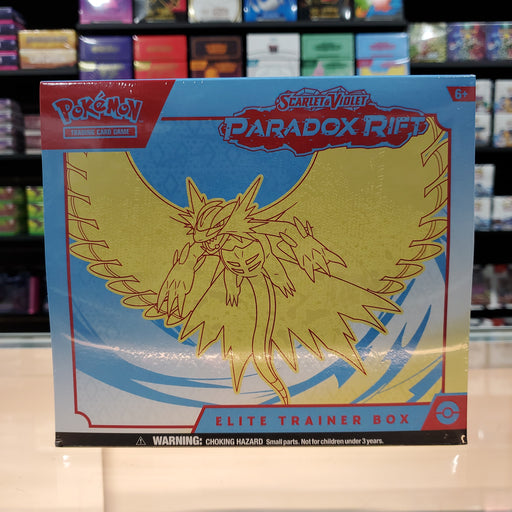 POKÉMON
TRADING CARD GAME
SCARLET & VIOLET
PARADOX RIFT
6+
ELITE TRAINER BOX
⚠ WARNING: CHOKING HAZARD Small parts. Not for children under 3 years.